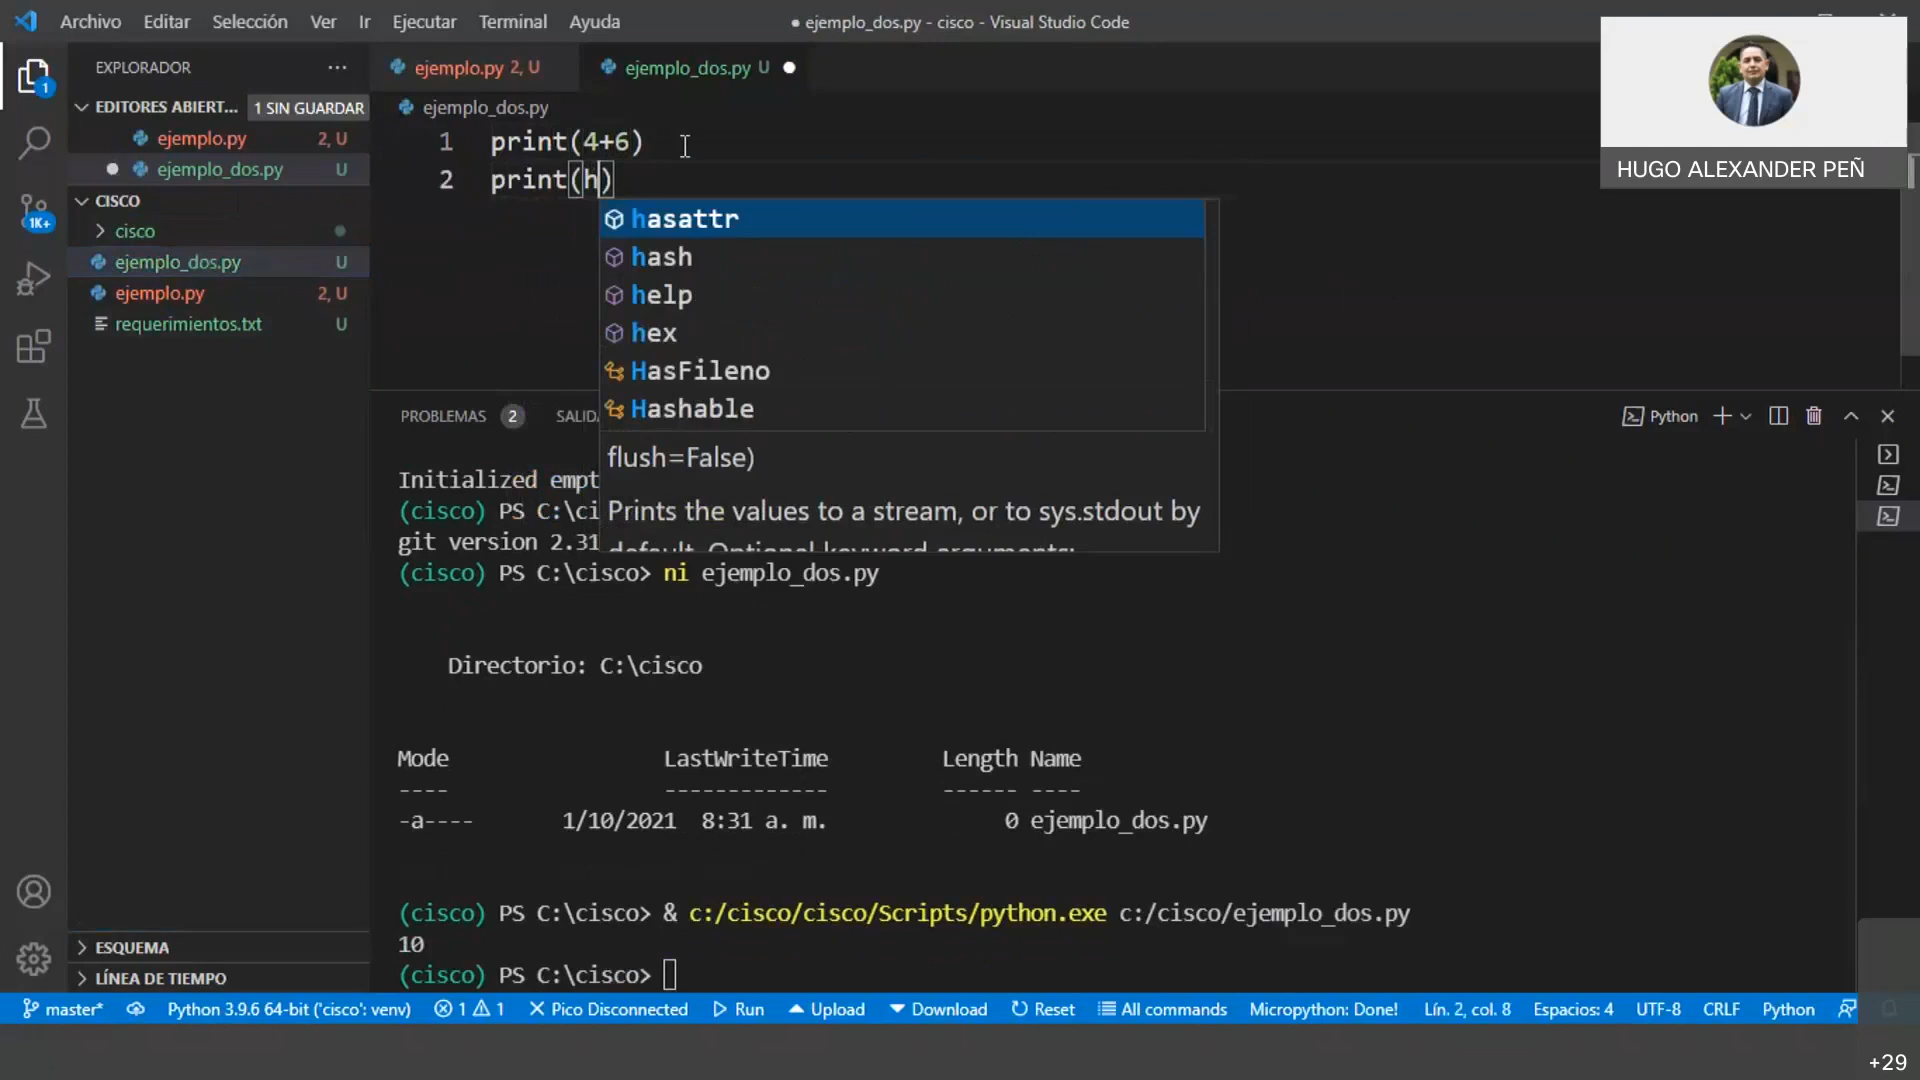 Archivo Editar Selección Ver Ir Ejecutar Terminal Ayuda
● ejemplo_dos.py - cisco - Visual Studio Code
EXPLORADOR ...
EDITORES ABIERT... 1 SIN GUARDAR
ejemplo.py 2, U
ejemplo_dos.py U
CISCO
cisco
ejemplo_dos.py U
ejemplo.py 2, U
requerimientos.txt U
1
1K+
ESQUEMA
LÍNEA DE TIEMPO
ejemplo.py 2, U
ejemplo_dos.py U
ejemplo_dos.py
1 print(4+6)
2 print(h)
hasattr
hash
help
hex
HasFileno
Hashable
flush=False)
Prints the values to a stream, or to sys.stdout by
default. Optional keyword arguments:
HUGO ALEXANDER PEÑ
PROBLEMAS 2
Python
Initialized empt
(cisco) PS C:\ci
git version 2.31
(cisco) PS C:\cisco> ni ejemplo_dos.py
Directorio: C:\cisco
Mode LastWriteTime Length Name
---- ------------- ------ ----
-a---- 1/10/2021 8:31 a. m. 0 ejemplo_dos.py
(cisco) PS C:\cisco> & c:/cisco/cisco/Scripts/python.exe c:/cisco/ejemplo_dos.py
10
(cisco) PS C:\cisco>
master* Python 3.9.6 64-bit ('cisco': venv) 1 1 Pico Disconnected Run Upload Download Reset All commands Micropython: Done! Lín. 2, col. 8 Espacios: 4 UTF-8 CRLF Python
+29